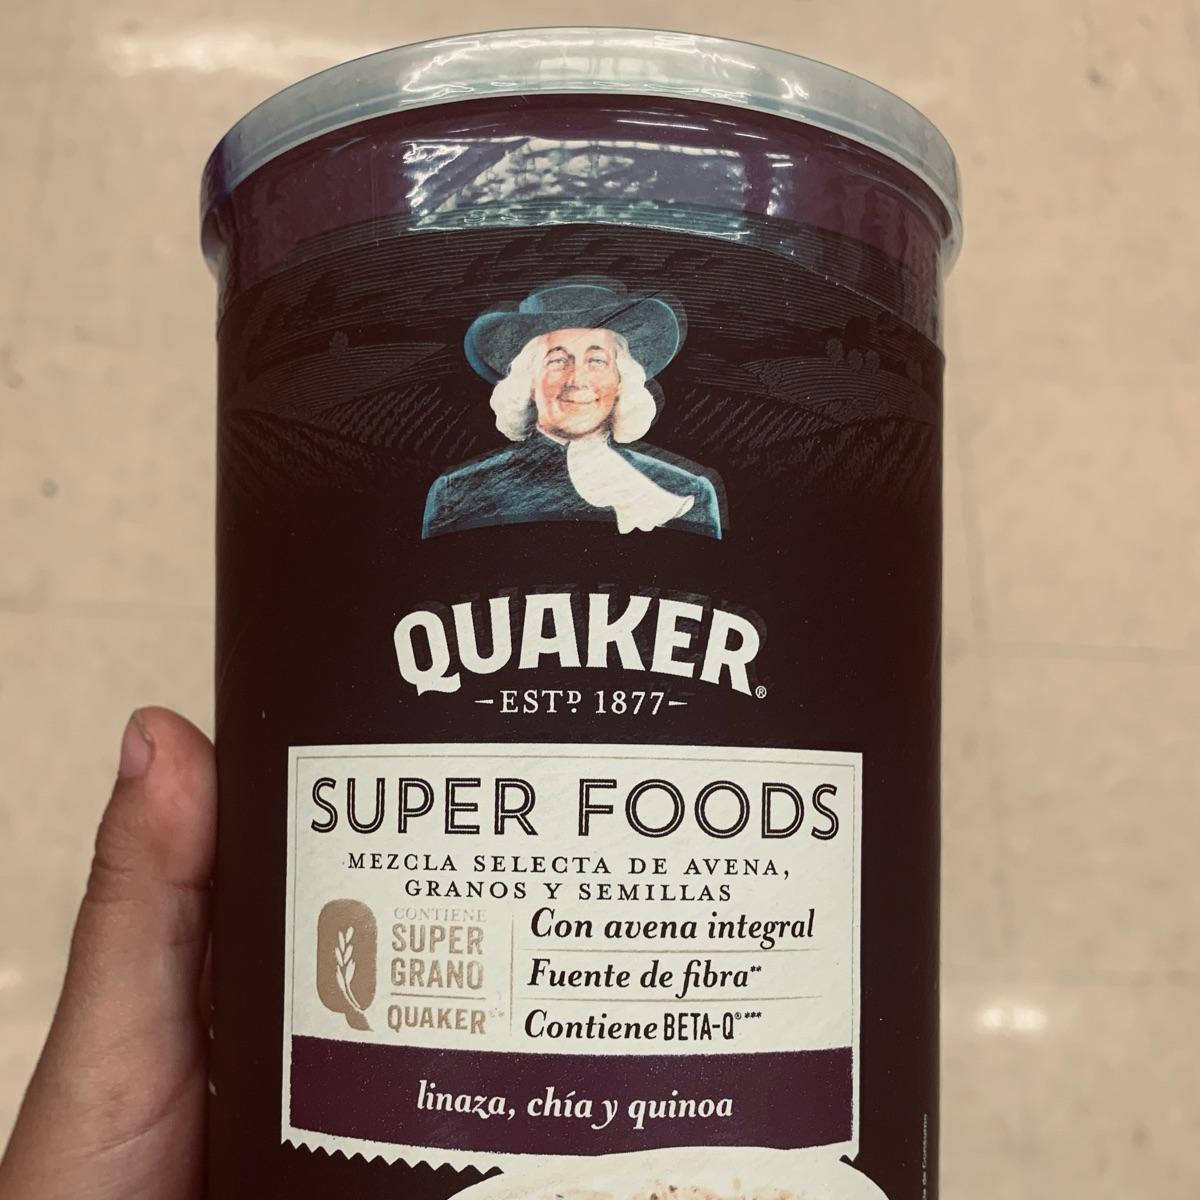 QUAKER®
-ESTD. 1877-
SUPER FOODS
MEZCLA SELECTA DE AVENA,
GRANOS Y SEMILLAS
CONTIENE
SUPER
GRANO
QUAKER
Con avena integral
Fuente de fibra**
Contiene BETA-Q®***
linaza, chía y quinoa